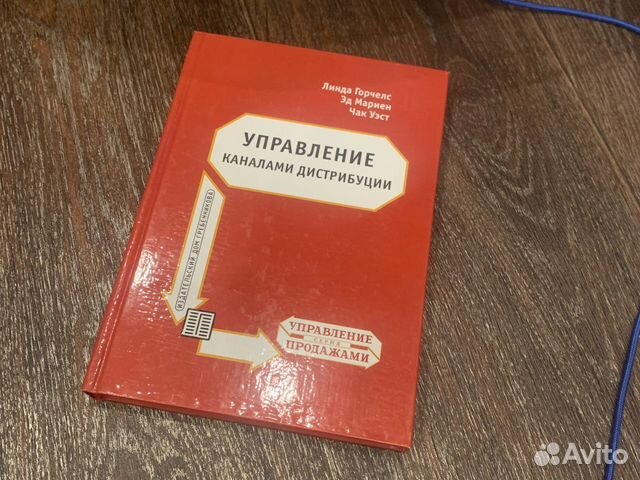 Линда Горчелс
Эд Мариен
Чак Уэст
УПРАВЛЕНИЕ
КАНАЛАМИ ДИСТРИБУЦИИ
ИЗДАТЕЛЬСКИЙ ДОМ ГРЕБЕННИКОВА
УПРАВЛЕНИЕ
СЕРИЯ
ПРОДАЖАМИ
Avito